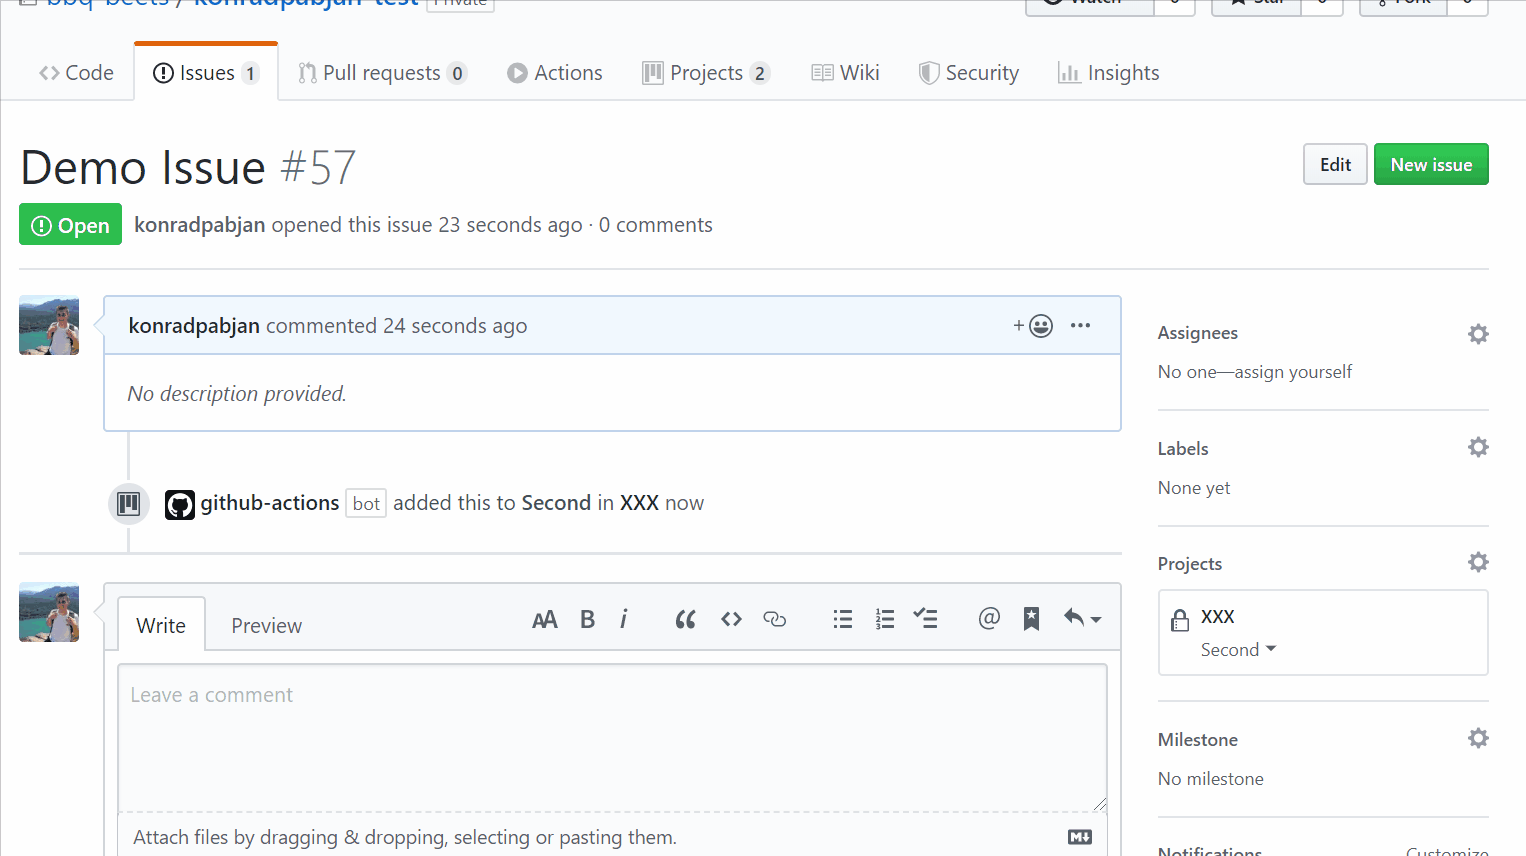 bbq-beets / konradpabjan-test Private Watch 0 Star 0 Fork 0
Code Issues 1 Pull requests 0 Actions Projects 2 Wiki Security Insights
Demo Issue #57
Edit New issue
Open konradpabjan opened this issue 23 seconds ago · 0 comments
konradpabjan commented 24 seconds ago
No description provided.
github-actions bot added this to Second in XXX now
Write Preview
Leave a comment
Attach files by dragging & dropping, selecting or pasting them.
Assignees
No one—assign yourself
Labels
None yet
Projects
XXX
Second
Milestone
No milestone
Notifications Customize